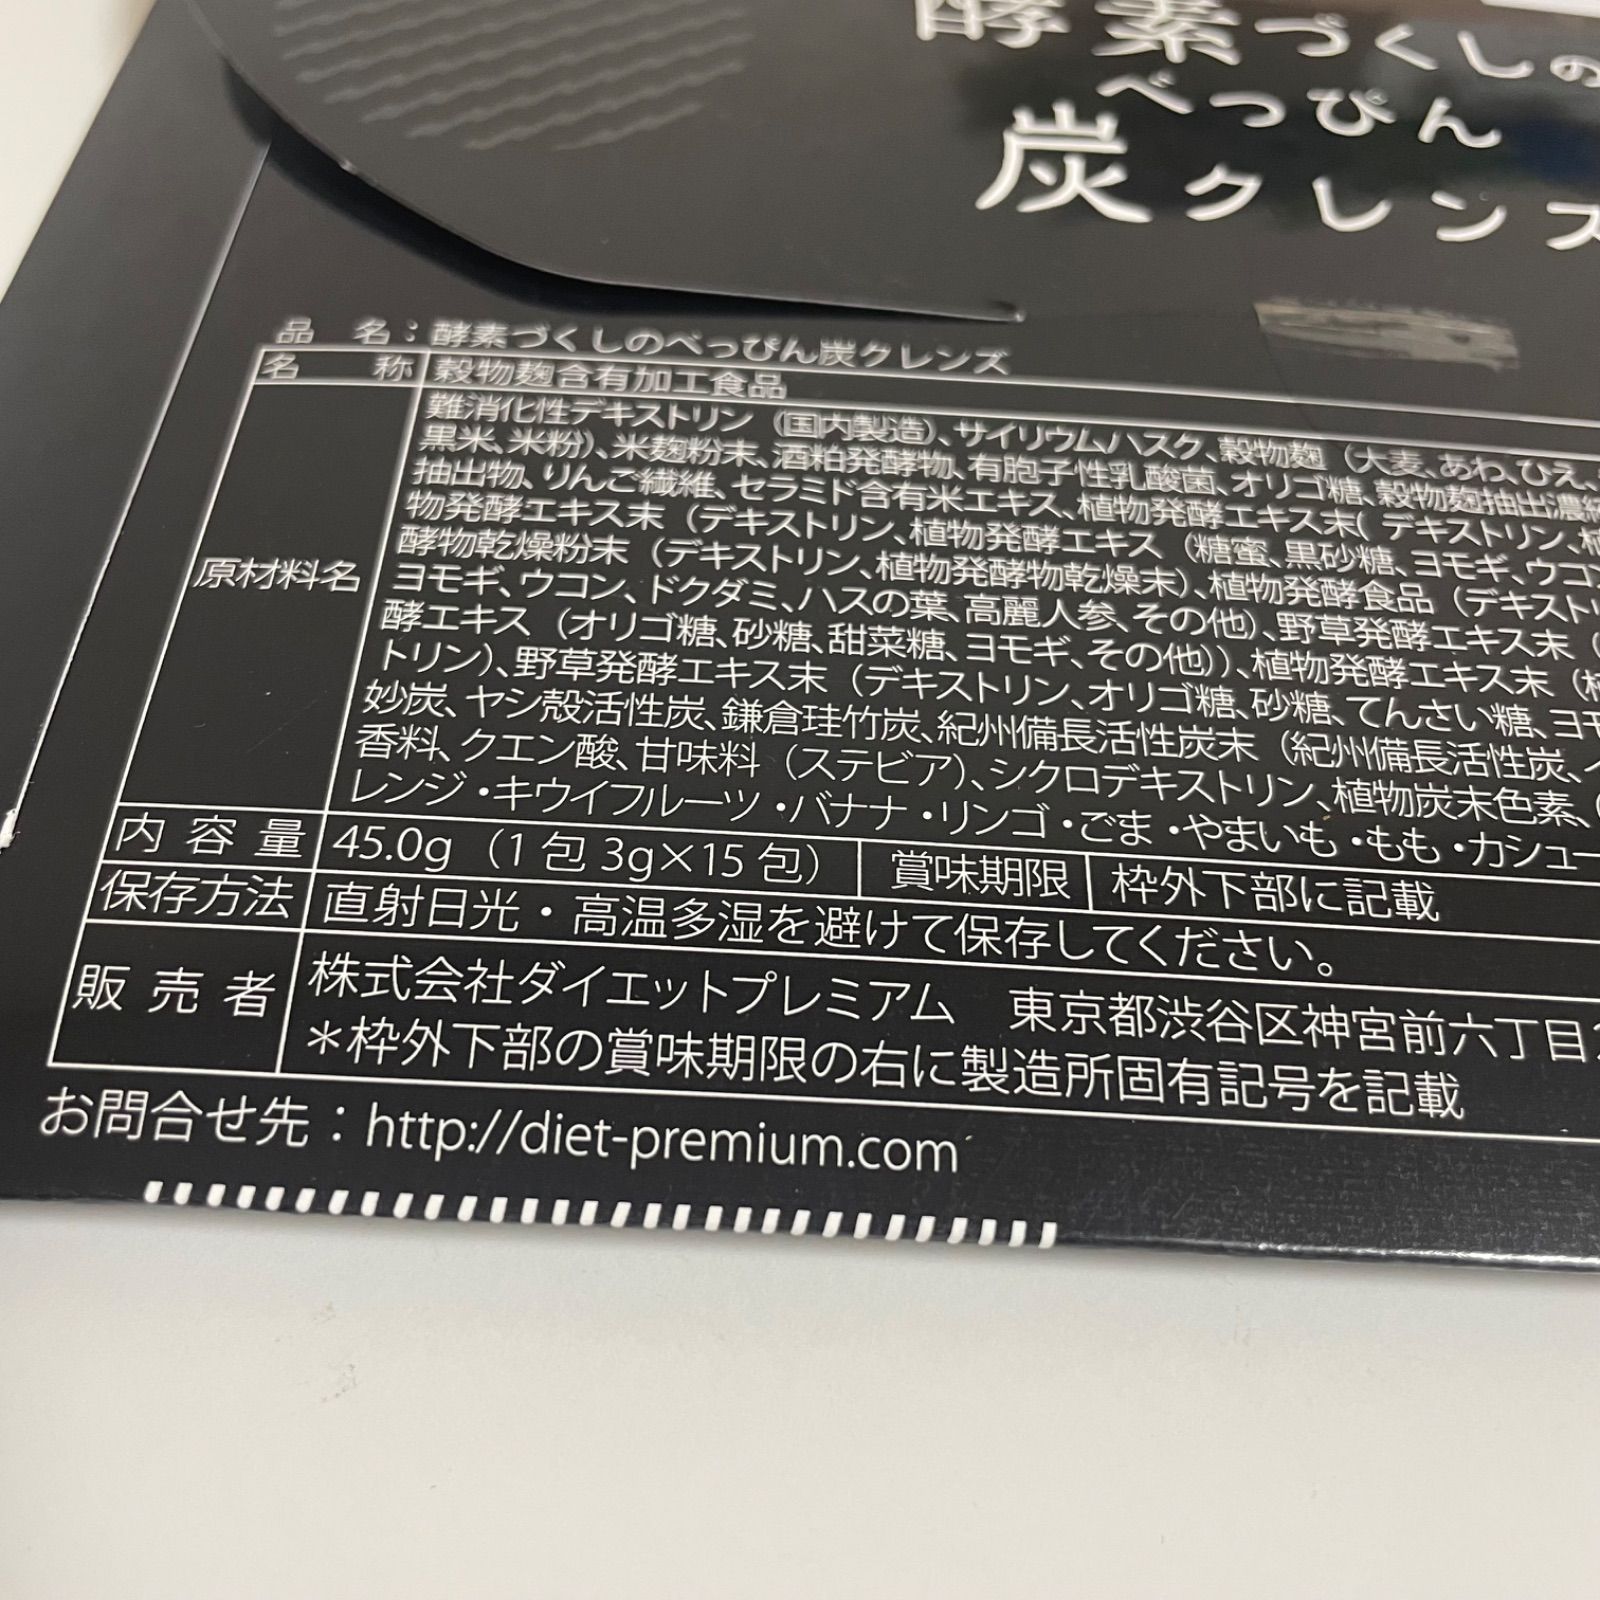 酵素づくしの
べっぴん
炭クレンズ
品 名：酵素づくしのべっぴん炭クレンズ
名 称 穀物麹含有加工食品
原材料名
難消化性デキストリン（国内製造）、サイリウムハスク、穀物麹（大麦、あわ、ひえ、
黒米、米粉）、米麹粉末、酒粕発酵物、有胞子性乳酸菌、オリゴ糖、穀物麹抽出濃縮
抽出物、りんご繊維、セラミド含有米エキス、植物発酵エキス末（デキストリン、植
物発酵エキス末（デキストリン、植物発酵エキス（糖蜜、黒砂糖、ヨモギ、ウコン
酵物乾燥粉末（デキストリン、植物発酵物乾燥末）、植物発酵食品（デキスト
ヨモギ、ウコン、ドクダミ、ハスの葉、高麗人参、その他）、野草発酵エキス末（
酵エキス（オリゴ糖、砂糖、甜菜糖、ヨモギ、その他））、植物発酵エキス末（
トリン）、野草発酵エキス末（デキストリン、オリゴ糖、砂糖、てんさい糖、ヨモ
妙炭、ヤシ殻活性炭、鎌倉珪竹炭、紀州備長活性炭末（紀州備長活性炭、
香料、クエン酸、甘味料（ステビア）、シクロデキストリン、植物炭末色素、（
レンジ・キウイフルーツ・バナナ・リンゴ・ごま・やまいも・もも・カシュー
内容量 45.0g（1包3g×15包） 賞味期限 枠外下部に記載
保存方法 直射日光・高温多湿を避けて保存してください。
販売者 株式会社ダイエットプレミアム 東京都渋谷区神宮前六丁目
＊枠外下部の賞味期限の右に製造所固有記号を記載
お問合せ先：http://diet-premium.com